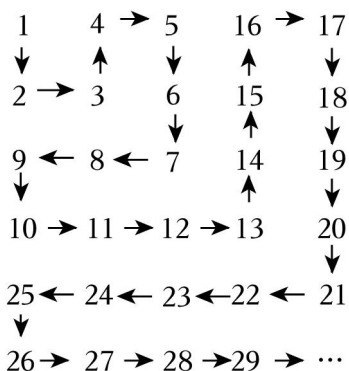 1 4 → 5 16 → 17
↓ ↑ ↓ ↑ ↓
2 → 3 6 15 18
↓ ↑ ↓
9 ← 8 ← 7 14 19
↓ ↑ ↓
10 → 11 → 12 → 13 20
↓
25 ← 24 ← 23 ← 22 ← 21
↓
26 → 27 → 28 → 29 → ⋯